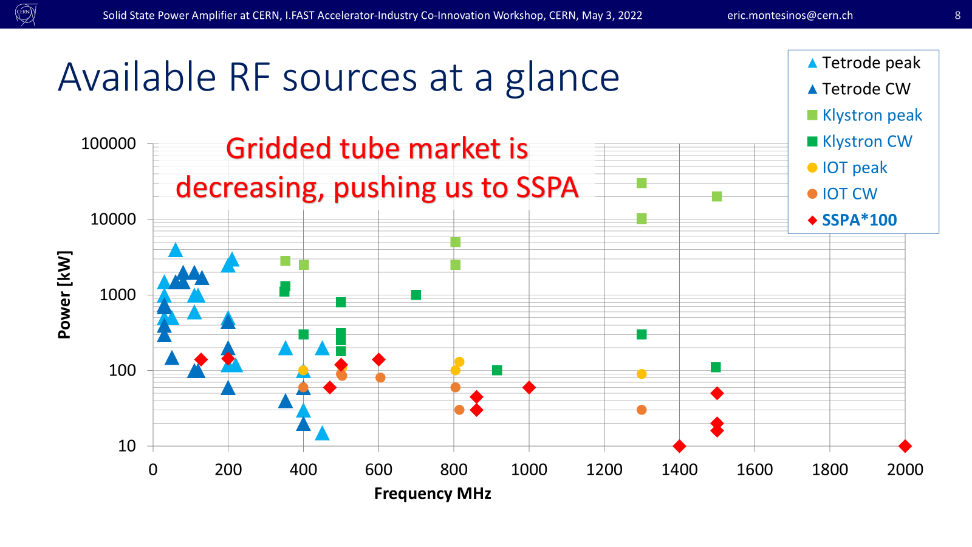 Solid State Power Amplifier at CERN, I.FAST Accelerator-Industry Co-Innovation Workshop, CERN, May 3, 2022 eric.montesinos@cern.ch 8
Available RF sources at a glance
Tetrode peak
Tetrode CW
Klystron peak
Klystron CW
IOT peak
IOT CW
SSPA*100
Gridded tube market is
decreasing, pushing us to SSPA
Power [kW]
100000
10000
1000
100
10
0 200 400 600 800 1000 1200 1400 1600 1800 2000
Frequency MHz